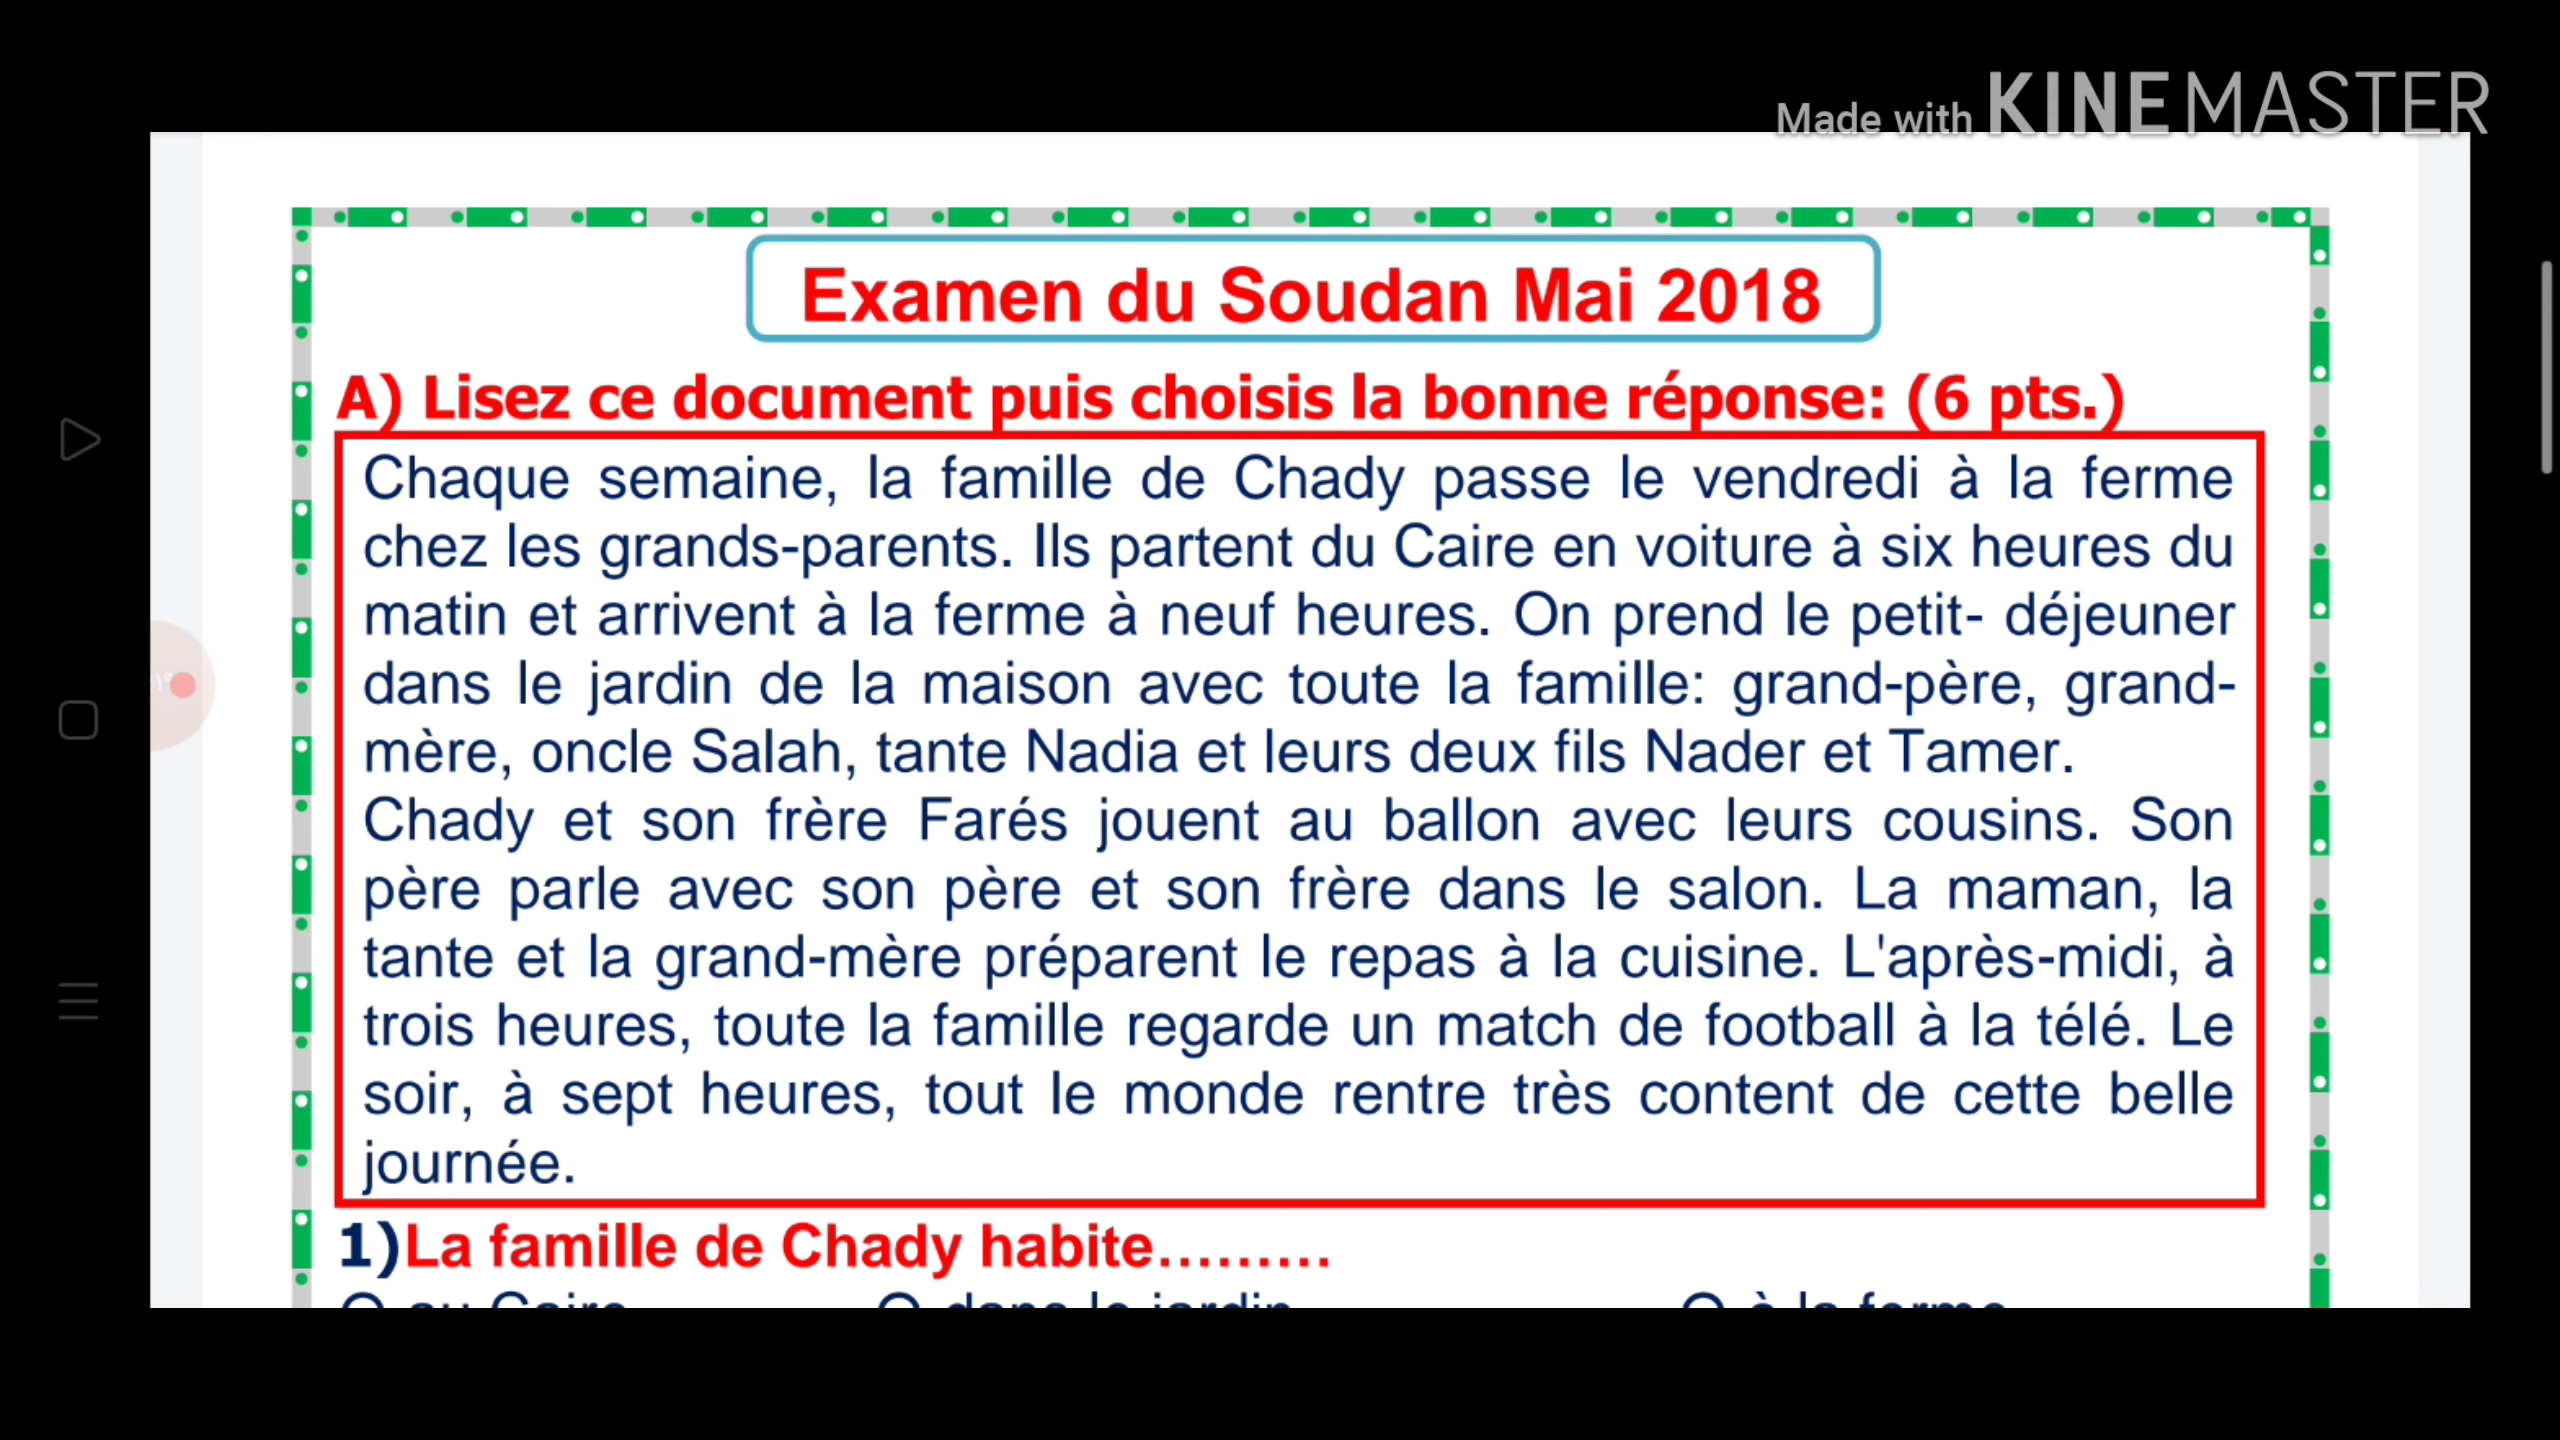 Made with KINEMASTER
Examen du Soudan Mai 2018
A) Lisez ce document puis choisis la bonne réponse: (6 pts.)
Chaque semaine, la famille de Chady passe le vendredi à la ferme
chez les grands-parents. Ils partent du Caire en voiture à six heures du
matin et arrivent à la ferme à neuf heures. On prend le petit- déjeuner
dans le jardin de la maison avec toute la famille: grand-père, grand-
mère, oncle Salah, tante Nadia et leurs deux fils Nader et Tamer.
Chady et son frère Farés jouent au ballon avec leurs cousins. Son
père parle avec son père et son frère dans le salon. La maman, la
tante et la grand-mère préparent le repas à la cuisine. L'après-midi, à
trois heures, toute la famille regarde un match de football à la télé. Le
soir, à sept heures, tout le monde rentre très content de cette belle
journée.
1)La famille de Chady habite.........
O au Caire O dans le jardin O à la ferme